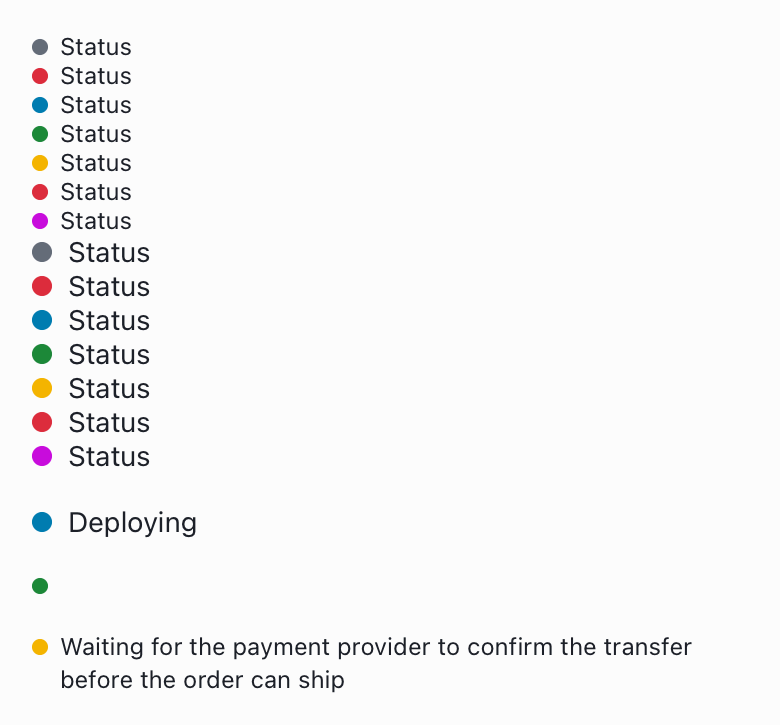 Status
Status
Status
Status
Status
Status
Status
Status
Status
Status
Status
Status
Status
Status
Deploying
Waiting for the payment provider to confirm the transfer
before the order can ship